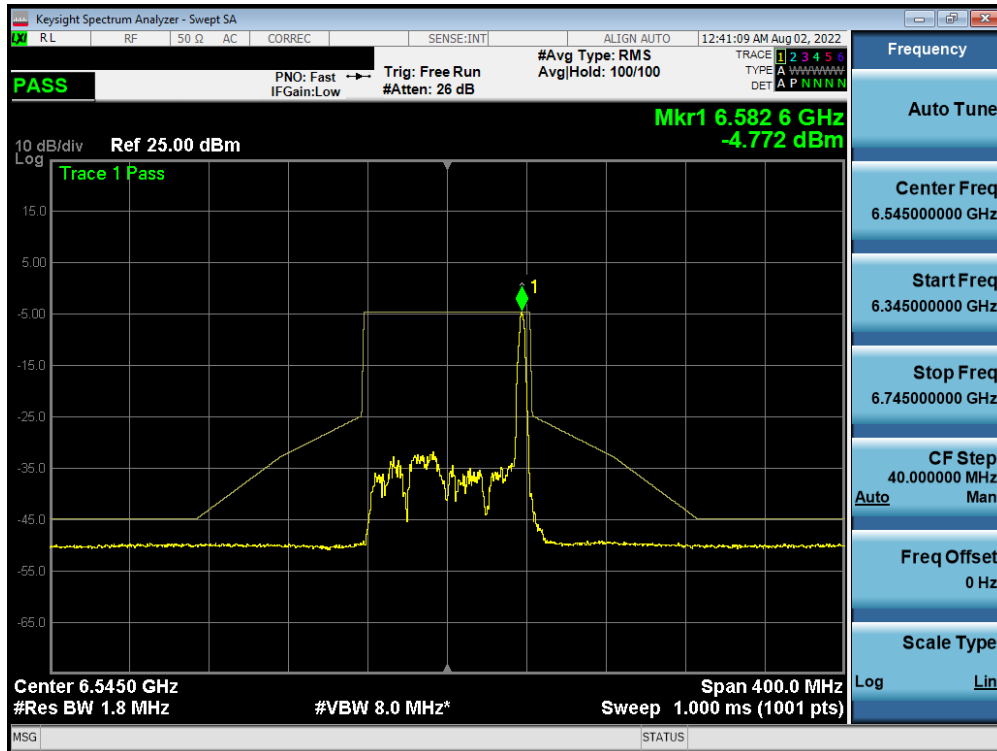 Keysight Spectrum Analyzer - Swept SA
LXI RL RF 50 Ω AC CORREC SENSE:INT ALIGN AUTO 12:41:09 AM Aug 02, 2022
PASS
PNO: Fast
IFGain:Low
Trig: Free Run
#Atten: 26 dB
#Avg Type: RMS
Avg|Hold: 100/100
TRACE 1 2 3 4 5 6
TYPE A WWWWW
DET A P N N N N
Mkr1 6.582 6 GHz
-4.772 dBm
10 dB/div
Log
Ref 25.00 dBm
Trace 1 Pass
1
15.0
5.00
-5.00
-15.0
-25.0
-35.0
-45.0
-55.0
-65.0
Center 6.5450 GHz
Span 400.0 MHz
#Res BW 1.8 MHz
#VBW 8.0 MHz*
Sweep 1.000 ms (1001 pts)
MSG
STATUS
Frequency
Auto Tune
Center Freq
6.545000000 GHz
Start Freq
6.345000000 GHz
Stop Freq
6.745000000 GHz
CF Step
40.000000 MHz
Auto Man
Freq Offset
0 Hz
Scale Type
Log Lin